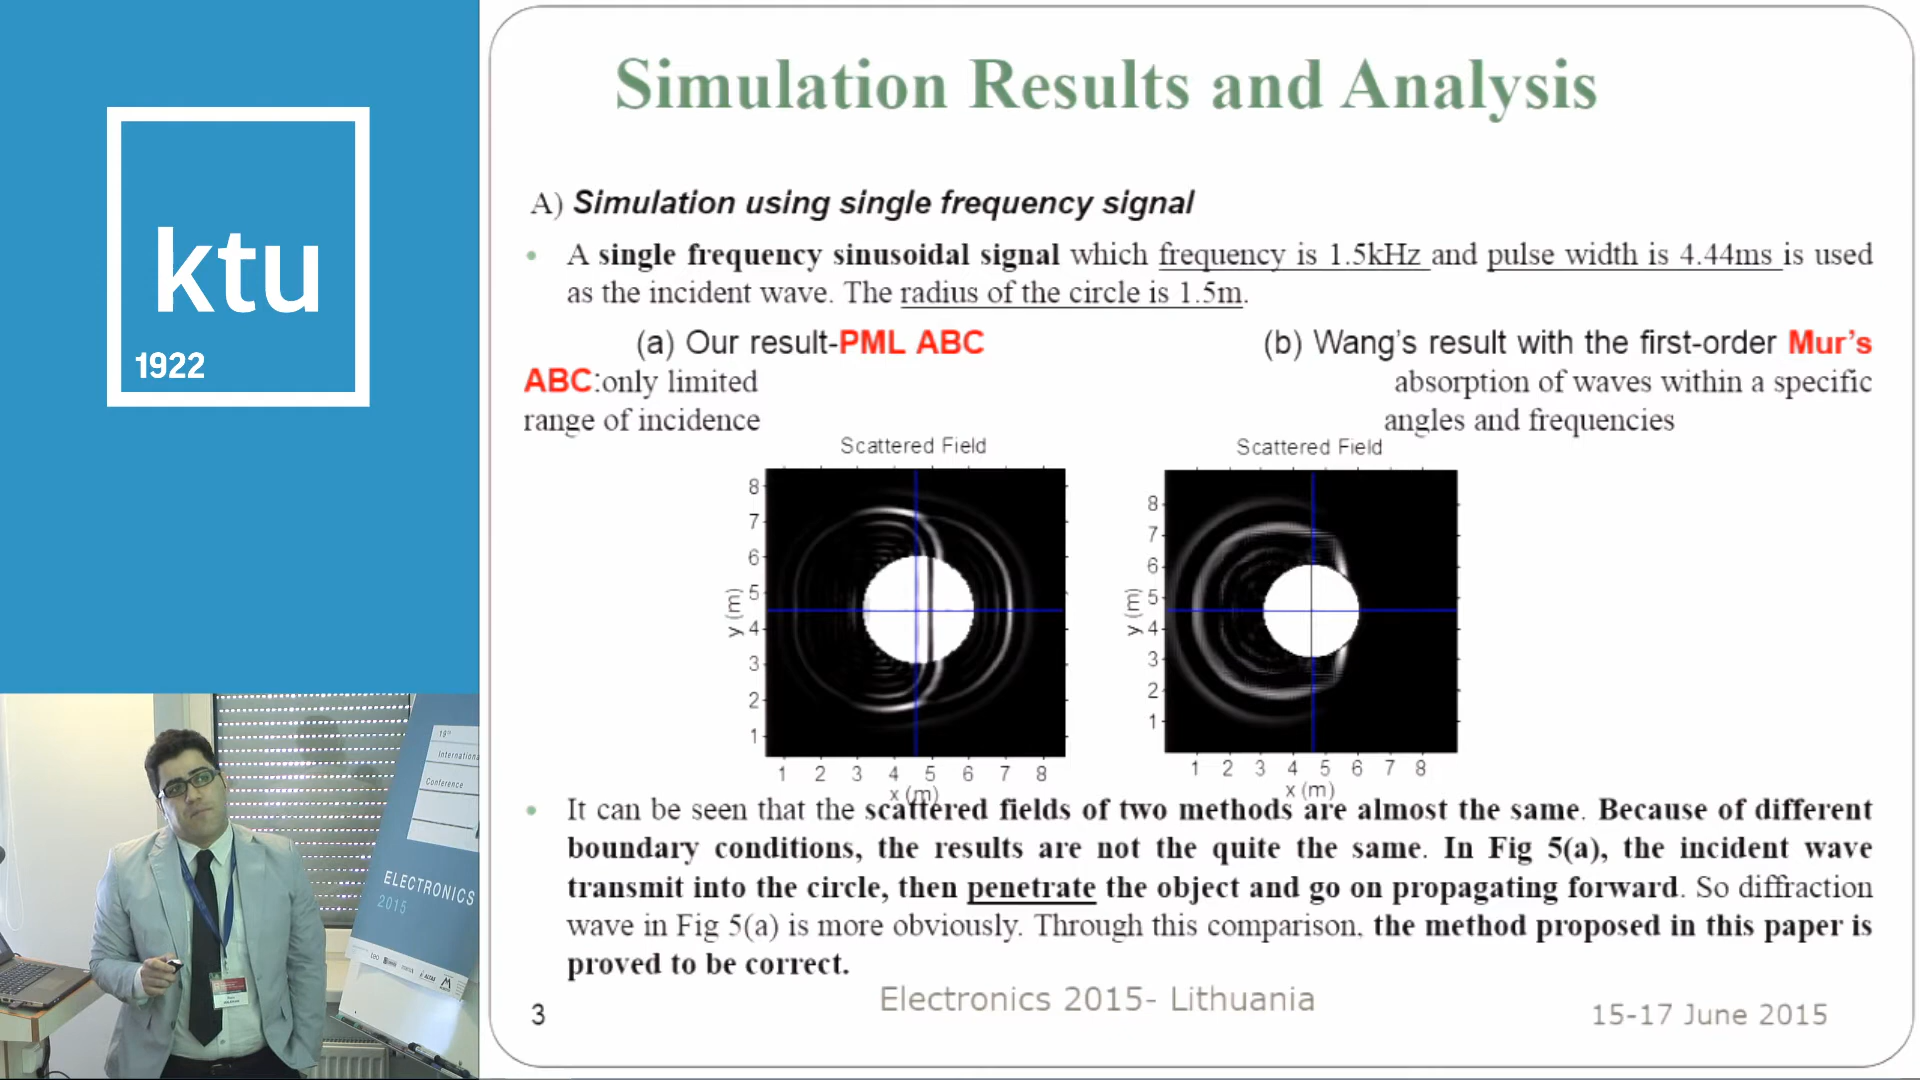 ktu
1922
Simulation Results and Analysis
A) Simulation using single frequency signal
• A single frequency sinusoidal signal which frequency is 1.5kHz and pulse width is 4.44ms is used
as the incident wave. The radius of the circle is 1.5m.
(a) Our result-PML ABC (b) Wang's result with the first-order Mur's
ABC:only limited absorption of waves within a specific
range of incidence angles and frequencies
Scattered Field
8
7
6
5
4
3
2
1
y (m)
1 2 3 4 5 6 7 8
x (m)
Scattered Field
8
7
6
5
4
3
2
1
y (m)
1 2 3 4 5 6 7 8
x (m)
• It can be seen that the scattered fields of two methods are almost the same. Because of different
boundary conditions, the results are not the quite the same. In Fig 5(a), the incident wave
transmit into the circle, then penetrate the object and go on propagating forward. So diffraction
wave in Fig 5(a) is more obviously. Through this comparison, the method proposed in this paper is
proved to be correct.
3
Electronics 2015- Lithuania
15-17 June 2015
19th
International
Conference
ELECTRONICS
2015